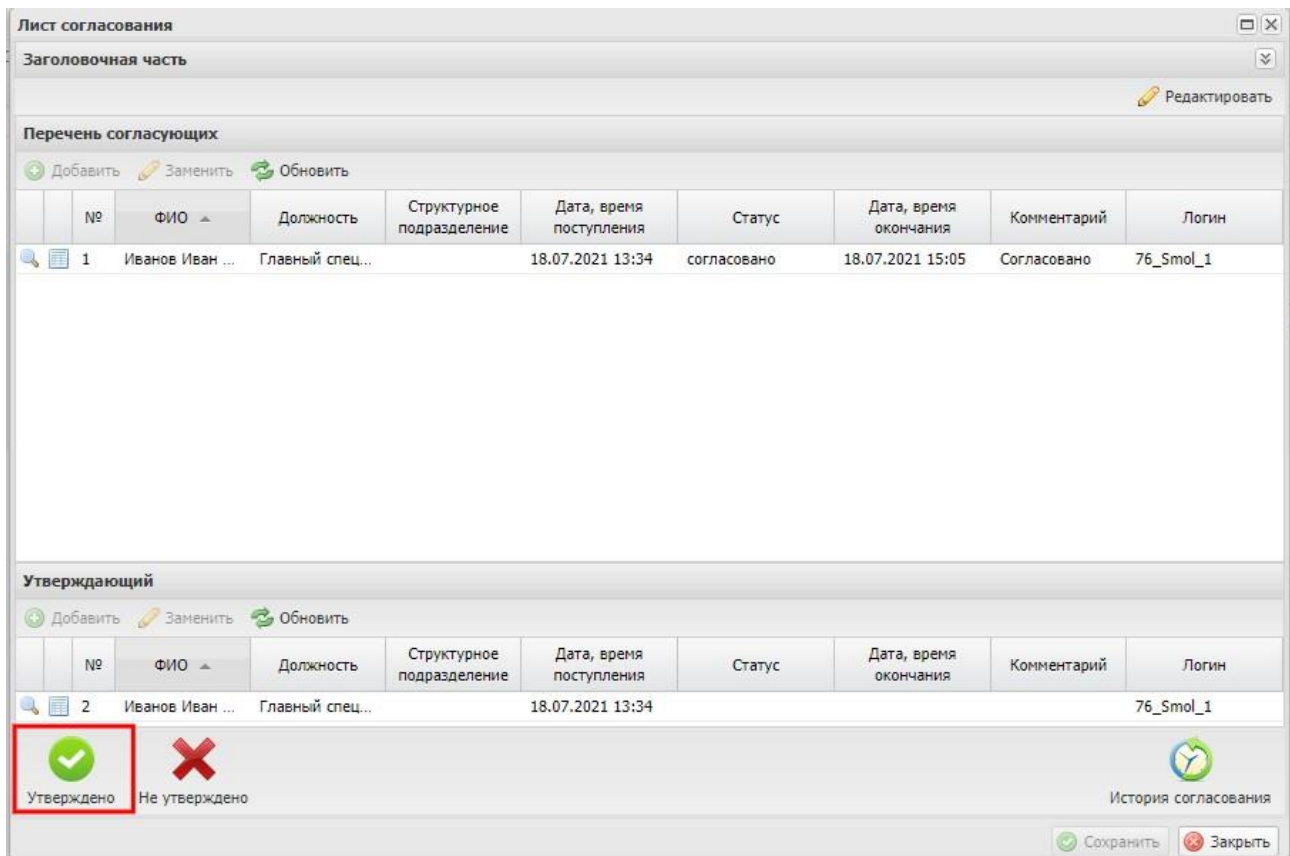 Лист согласования
Заголовочная часть
Редактировать
Перечень согласующих
Добавить Заменить Обновить
№ ФИО Должность Структурное подразделение Дата, время поступления Статус Дата, время окончания Комментарий Логин
1 Иванов Иван ... Главный спец... 18.07.2021 13:34 согласовано 18.07.2021 15:05 Согласовано 76_Smol_1
Утверждающий
Добавить Заменить Обновить
№ ФИО Должность Структурное подразделение Дата, время поступления Статус Дата, время окончания Комментарий Логин
2 Иванов Иван ... Главный спец... 18.07.2021 13:34 76_Smol_1
Утверждено Не утверждено История согласования
Сохранить Закрыть